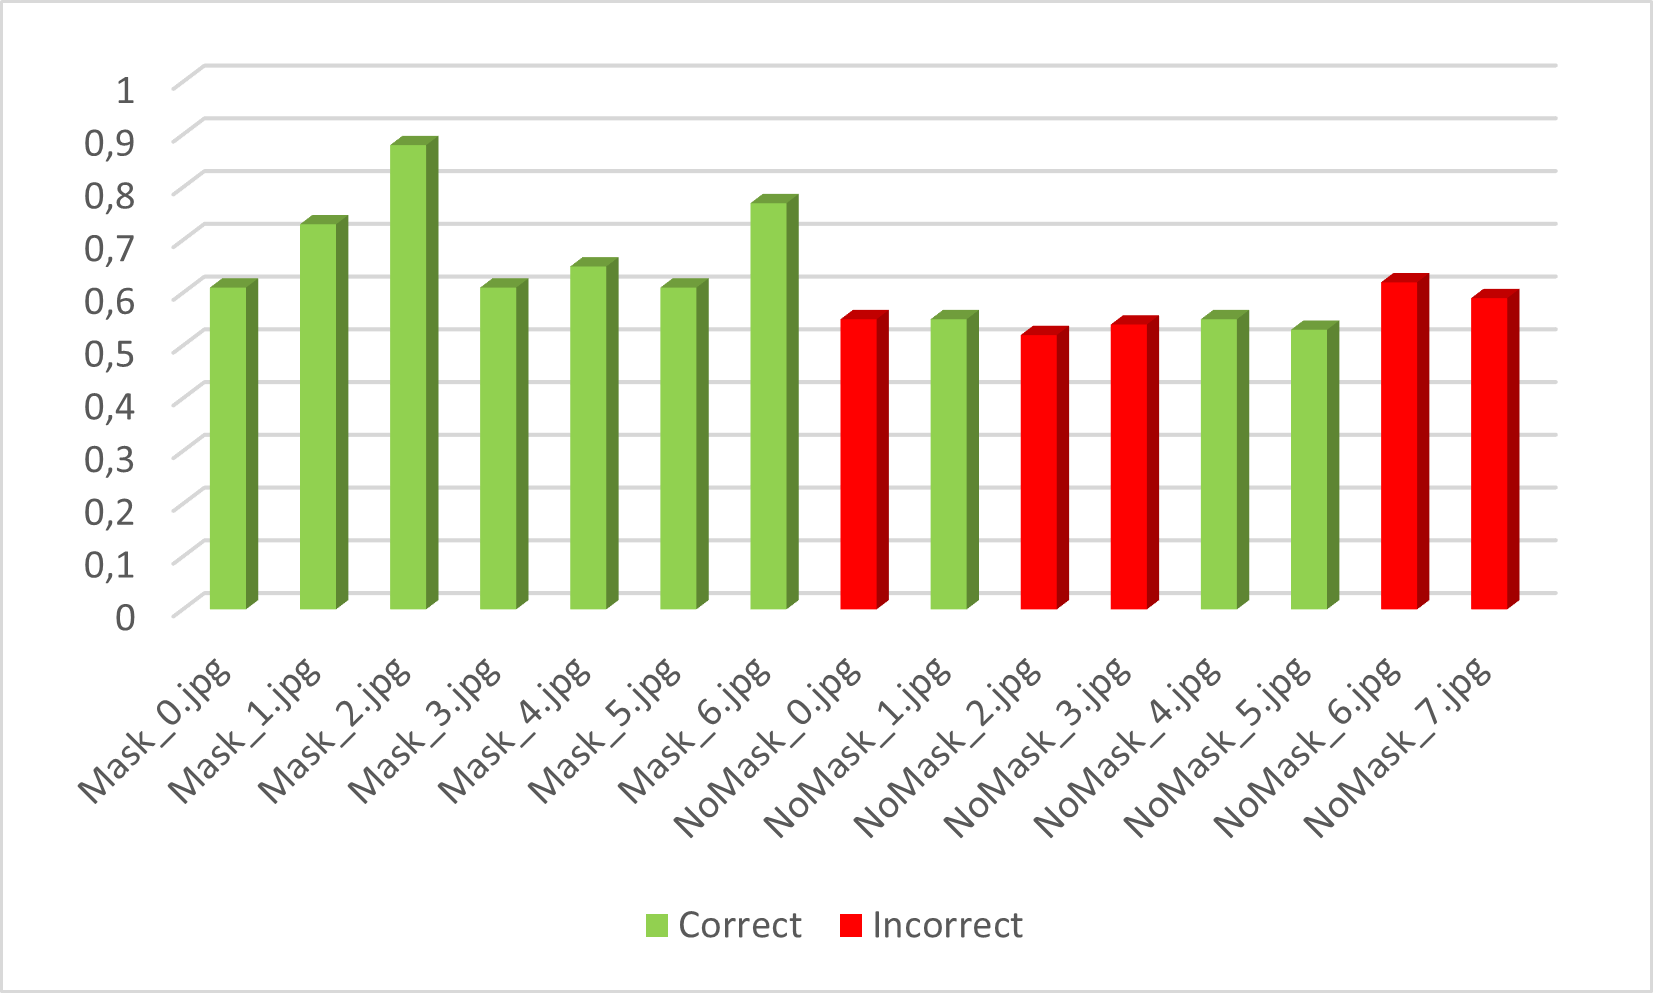 1
0,9
0,8
0,7
0,6
0,5
0,4
0,3
0,2
0,1
0
Mask_0.jpg
Mask_1.jpg
Mask_2.jpg
Mask_3.jpg
Mask_4.jpg
Mask_5.jpg
Mask_6.jpg
NoMask_0.jpg
NoMask_1.jpg
NoMask_2.jpg
NoMask_3.jpg
NoMask_4.jpg
NoMask_5.jpg
NoMask_6.jpg
NoMask_7.jpg
Correct Incorrect